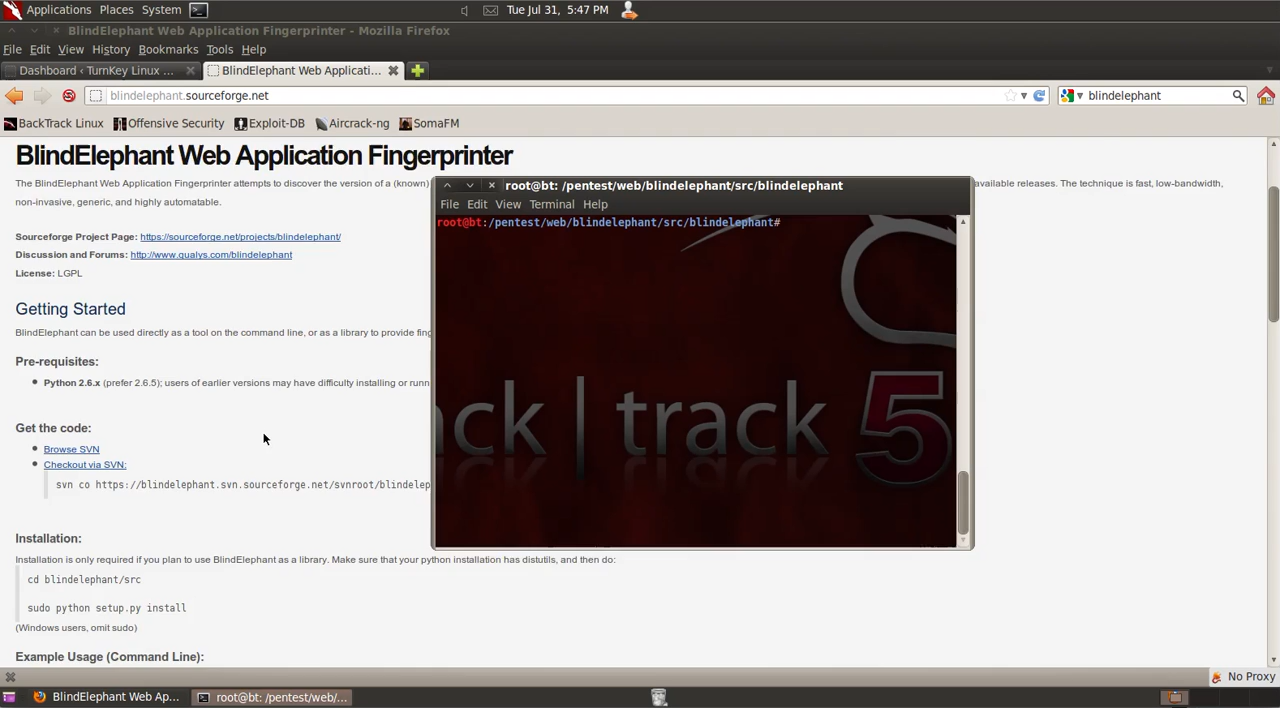 Applications Places System Tue Jul 31, 5:47 PM
BlindElephant Web Application Fingerprinter - Mozilla Firefox
File Edit View History Bookmarks Tools Help
Dashboard ‹ TurnKey Linux ... BlindElephant Web Applicati...
blindelephant.sourceforge.net blindelephant
BackTrack Linux Offensive Security Exploit-DB Aircrack-ng SomaFM
BlindElephant Web Application Fingerprinter
The BlindElephant Web Application Fingerprinter attempts to discover the version of a (known) available releases. The technique is fast, low-bandwidth,
non-invasive, generic, and highly automatable.
Sourceforge Project Page: https://sourceforge.net/projects/blindelephant/
Discussion and Forums: http://www.qualys.com/blindelephant
License: LGPL
Getting Started
BlindElephant can be used directly as a tool on the command line, or as a library to provide fing
Pre-requisites:
Python 2.6.x (prefer 2.6.5); users of earlier versions may have difficulty installing or runn
Get the code:
Browse SVN
Checkout via SVN:
svn co https://blindelephant.svn.sourceforge.net/svnroot/blindelep
Installation:
Installation is only required if you plan to use BlindElephant as a library. Make sure that your python installation has distutils, and then do:
cd blindelephant/src
sudo python setup.py install
(Windows users, omit sudo)
Example Usage (Command Line):
root@bt: /pentest/web/blindelephant/src/blindelephant
File Edit View Terminal Help
root@bt:/pentest/web/blindelephant/src/blindelephant#
ck | track 5
No Proxy
BlindElephant Web Ap... root@bt: /pentest/web/...